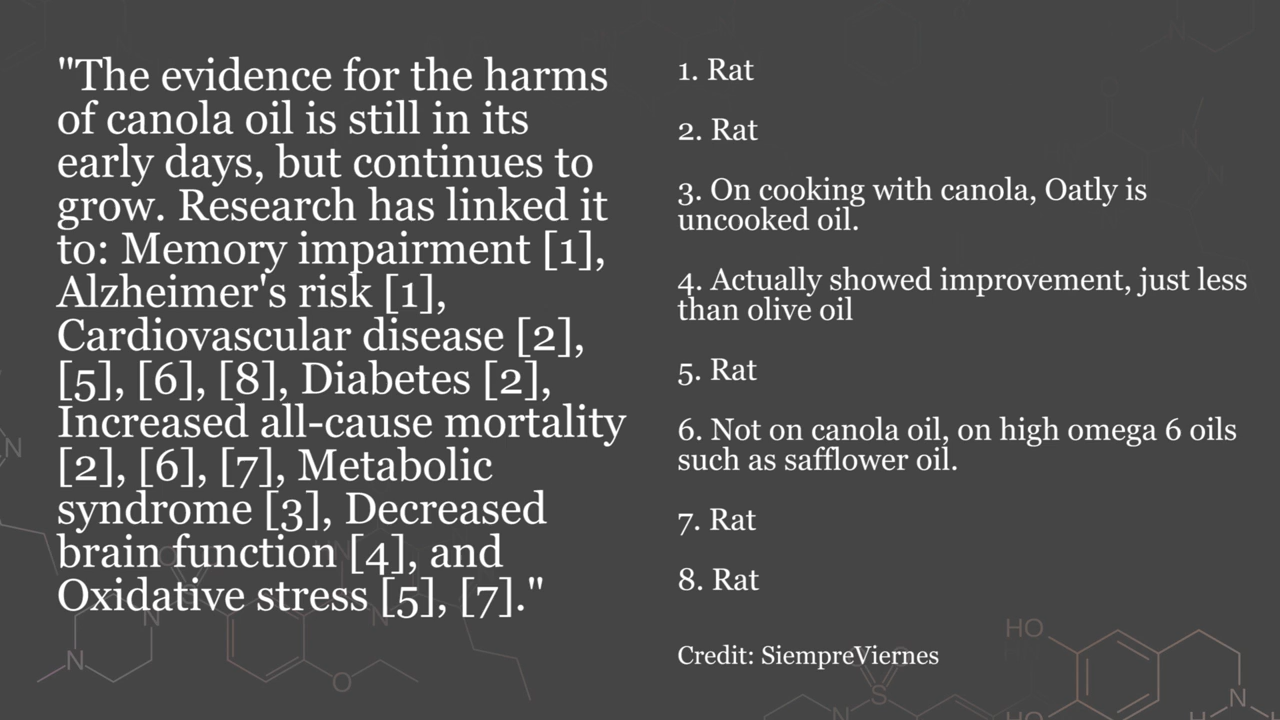 "The evidence for the harms
of canola oil is still in its
early days, but continues to
grow. Research has linked it
to: Memory impairment [1],
Alzheimer's risk [1],
Cardiovascular disease [2],
[5], [6], [8], Diabetes [2],
Increased all-cause mortality
[2], [6], [7], Metabolic
syndrome [3], Decreased
brain function [4], and
Oxidative stress [5], [7]."
1. Rat
2. Rat
3. On cooking with canola, Oatly is
uncooked oil.
4. Actually showed improvement, just less
than olive oil
5. Rat
6. Not on canola oil, on high omega 6 oils
such as safflower oil.
7. Rat
8. Rat
Credit: SiempreViernes
HO
HO
N
N
N
O
S
N
N